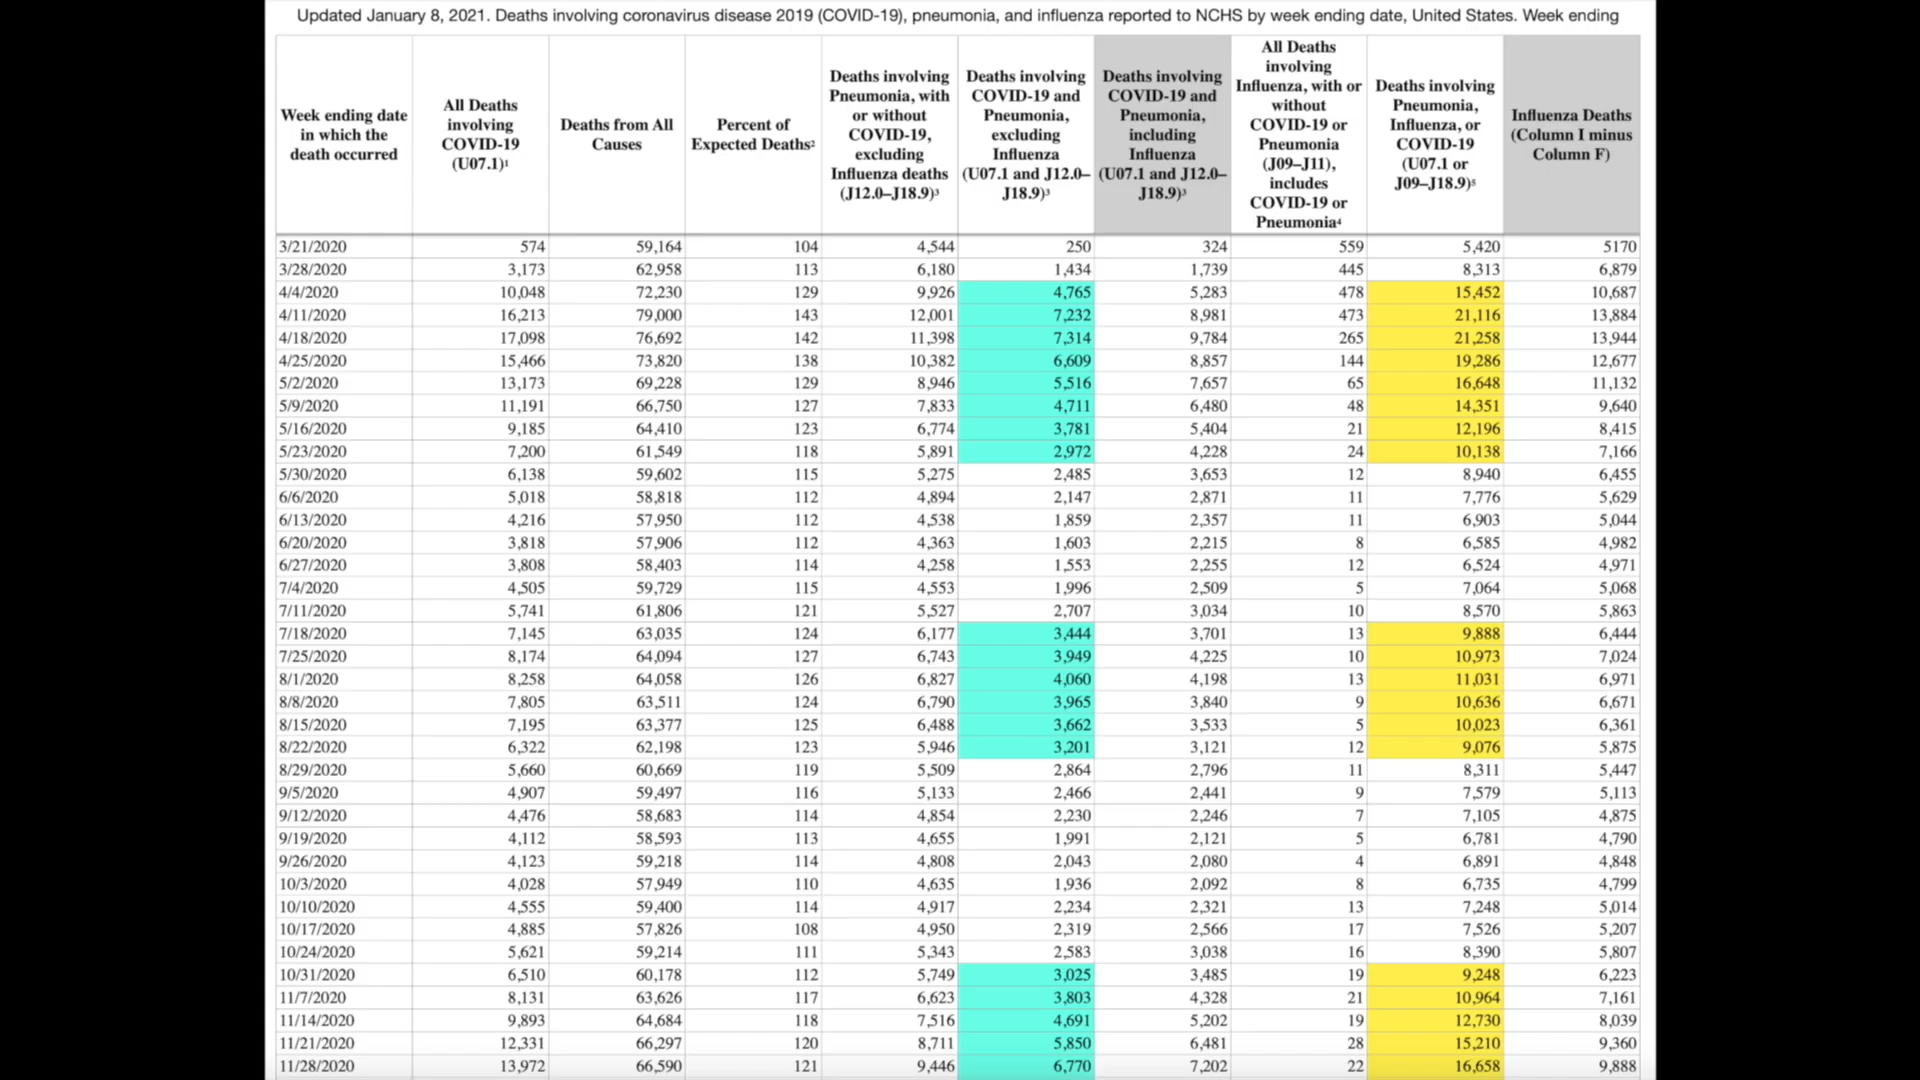 Updated January 8, 2021. Deaths involving coronavirus disease 2019 (COVID-19), pneumonia, and influenza reported to NCHS by week ending date, United States. Week ending
Week ending date
in which the
death occurred
All Deaths
involving
COVID-19
(U07.1)¹
Deaths from All
Causes
Percent of
Expected Deaths²
Deaths involving
Pneumonia, with
or without
COVID-19,
excluding
Influenza deaths
(J12.0–J18.9)³
Deaths involving
COVID-19 and
Pneumonia,
excluding
Influenza
(U07.1 and J12.0–
J18.9)³
Deaths involving
COVID-19 and
Pneumonia,
including
Influenza
(U07.1 and J12.0–
J18.9)³
All Deaths
involving
Influenza, with or
without
COVID-19 or
Pneumonia
(J09–J11),
includes
COVID-19 or
Pneumonia⁴
Deaths involving
Pneumonia,
Influenza, or
COVID-19
(U07.1 or
J09–J18.9)⁵
Influenza Deaths
(Column I minus
Column F)
3/21/2020 574 59,164 104 4,544 250 324 559 5,420 5170
3/28/2020 3,173 62,958 113 6,180 1,434 1,739 445 8,313 6,879
4/4/2020 10,048 72,230 129 9,926 4,765 5,283 478 15,452 10,687
4/11/2020 16,213 79,000 143 12,001 7,232 8,981 473 21,116 13,884
4/18/2020 17,098 76,692 142 11,398 7,314 9,784 265 21,258 13,944
4/25/2020 15,466 73,820 138 10,382 6,609 8,857 144 19,286 12,677
5/2/2020 13,173 69,228 129 8,946 5,516 7,657 65 16,648 11,132
5/9/2020 11,191 66,750 127 7,833 4,711 6,480 48 14,351 9,640
5/16/2020 9,185 64,410 123 6,774 3,781 5,404 21 12,196 8,415
5/23/2020 7,200 61,549 118 5,891 2,972 4,228 24 10,138 7,166
5/30/2020 6,138 59,602 115 5,275 2,485 3,653 12 8,940 6,455
6/6/2020 5,018 58,818 112 4,894 2,147 2,871 11 7,776 5,629
6/13/2020 4,216 57,950 112 4,538 1,859 2,357 11 6,903 5,044
6/20/2020 3,818 57,906 112 4,363 1,603 2,215 8 6,585 4,982
6/27/2020 3,808 58,403 114 4,258 1,553 2,255 12 6,524 4,971
7/4/2020 4,505 59,729 115 4,553 1,996 2,509 5 7,064 5,068
7/11/2020 5,741 61,806 121 5,527 2,707 3,034 10 8,570 5,863
7/18/2020 7,145 63,035 124 6,177 3,444 3,701 13 9,888 6,444
7/25/2020 8,174 64,094 127 6,743 3,949 4,225 10 10,973 7,024
8/1/2020 8,258 64,058 126 6,827 4,060 4,198 13 11,031 6,971
8/8/2020 7,805 63,511 124 6,790 3,965 3,840 9 10,636 6,671
8/15/2020 7,195 63,377 125 6,488 3,662 3,533 5 10,023 6,361
8/22/2020 6,322 62,198 123 5,946 3,201 3,121 12 9,076 5,875
8/29/2020 5,660 60,669 119 5,509 2,864 2,796 11 8,311 5,447
9/5/2020 4,907 59,497 116 5,133 2,466 2,441 9 7,579 5,113
9/12/2020 4,476 58,683 114 4,854 2,230 2,246 7 7,105 4,875
9/19/2020 4,112 58,593 113 4,655 1,991 2,121 5 6,781 4,790
9/26/2020 4,123 59,218 114 4,808 2,043 2,080 4 6,891 4,848
10/3/2020 4,028 57,949 110 4,635 1,936 2,092 8 6,735 4,799
10/10/2020 4,555 59,400 114 4,917 2,234 2,321 13 7,248 5,014
10/17/2020 4,885 57,826 108 4,950 2,319 2,566 17 7,526 5,207
10/24/2020 5,621 59,214 111 5,343 2,583 3,038 16 8,390 5,807
10/31/2020 6,510 60,178 112 5,749 3,025 3,485 19 9,248 6,223
11/7/2020 8,131 63,626 117 6,623 3,803 4,328 21 10,964 7,161
11/14/2020 9,893 64,684 118 7,516 4,691 5,202 19 12,730 8,039
11/21/2020 12,331 66,297 120 8,711 5,850 6,481 28 15,210 9,360
11/28/2020 13,972 66,590 121 9,446 6,770 7,202 22 16,658 9,888